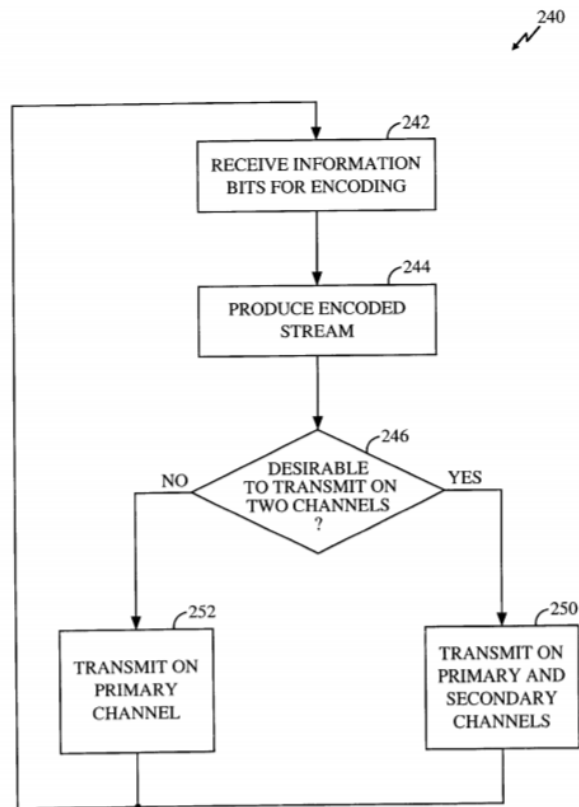 240
242
RECEIVE INFORMATION
BITS FOR ENCODING
244
PRODUCE ENCODED
STREAM
246
DESIRABLE
TO TRANSMIT ON
TWO CHANNELS
?
NO
YES
252
TRANSMIT ON
PRIMARY
CHANNEL
250
TRANSMIT ON
PRIMARY AND
SECONDARY
CHANNELS